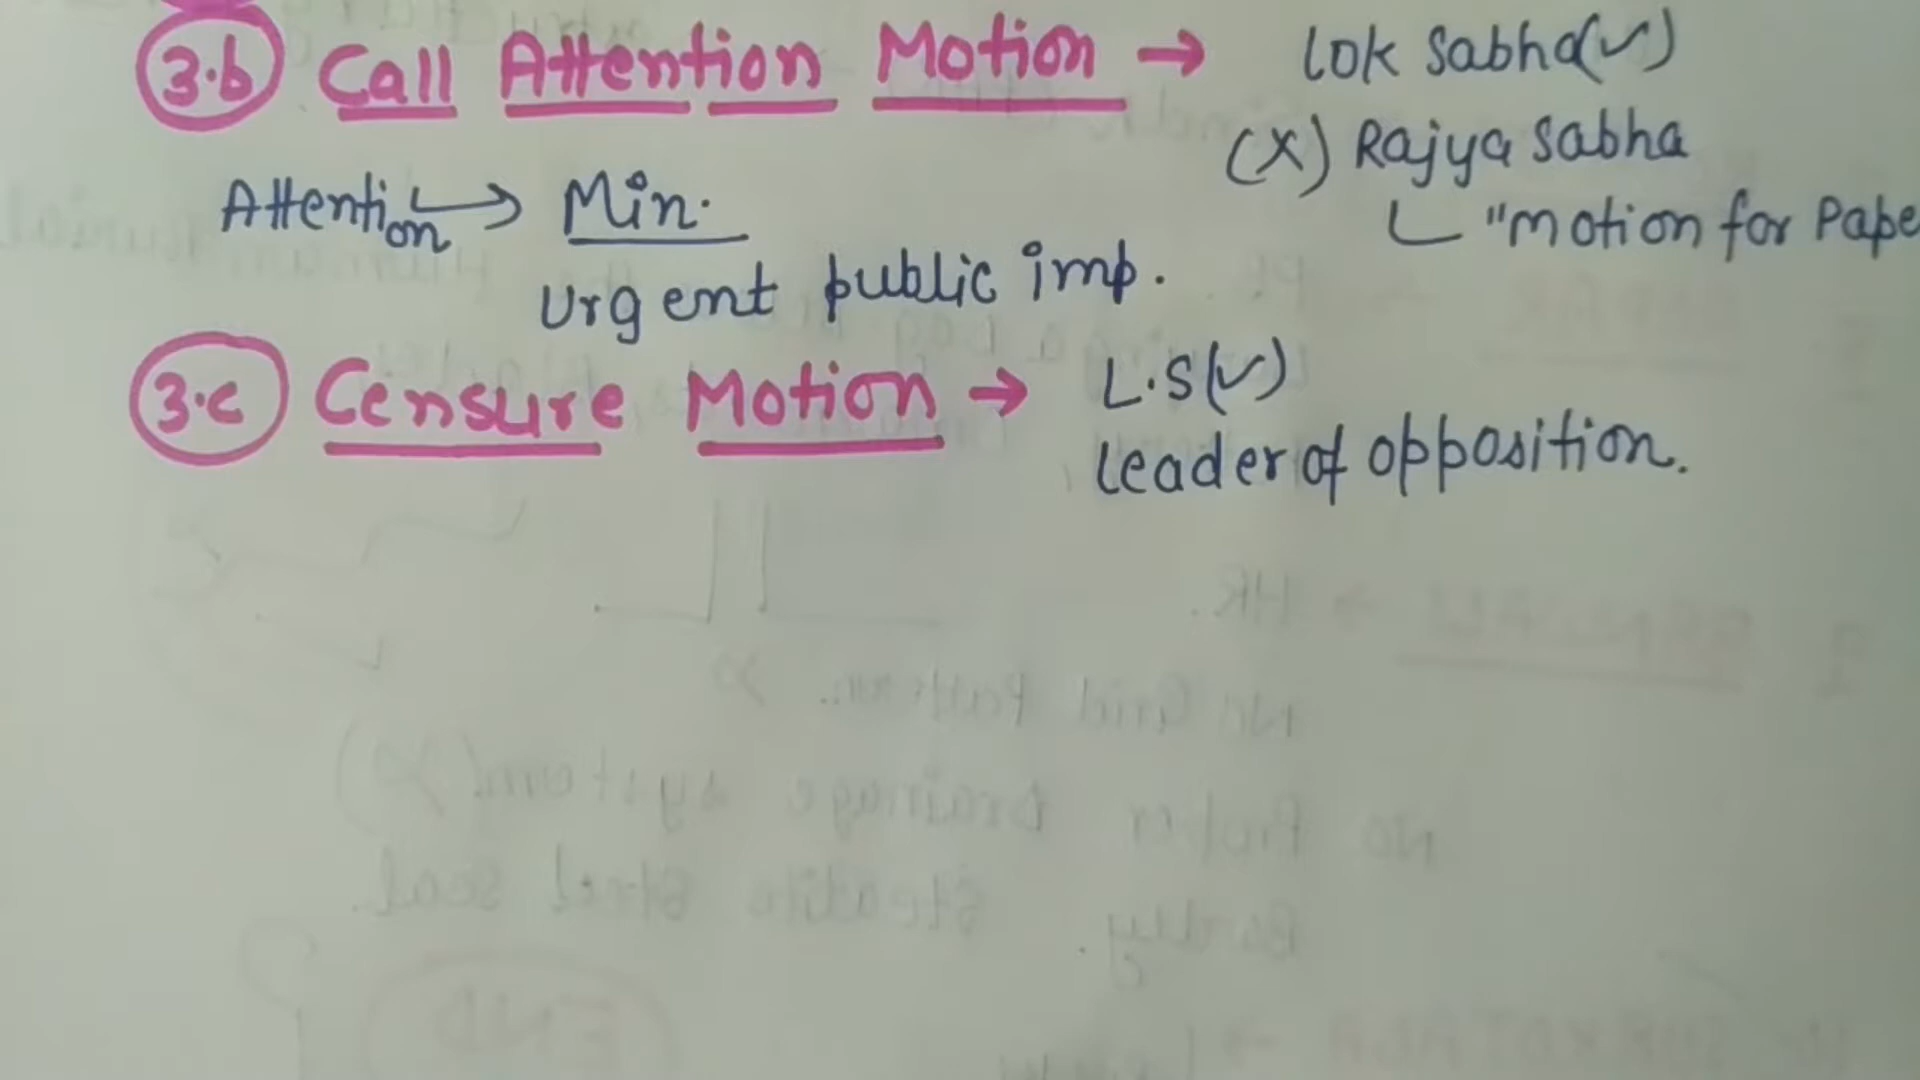 3.b Call Attention Motion → Lok Sabha(✓)
(X) Rajya Sabha
Attention → Min.
"Motion for Pape
Urgent public imp.
3.c Censure Motion → L.S(✓)
Leader of opposition.